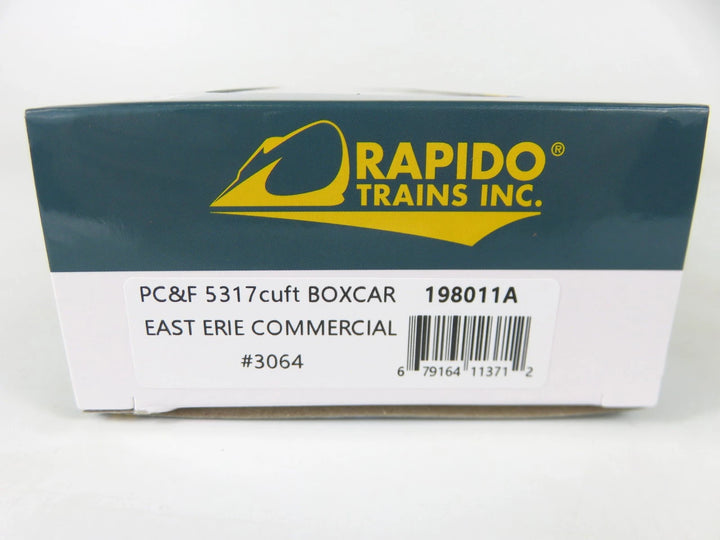 RAPIDO®
TRAINS INC.
PC&F 5317cuft BOXCAR 198011A
EAST ERIE COMMERCIAL
#3064
6 79164 11371 2